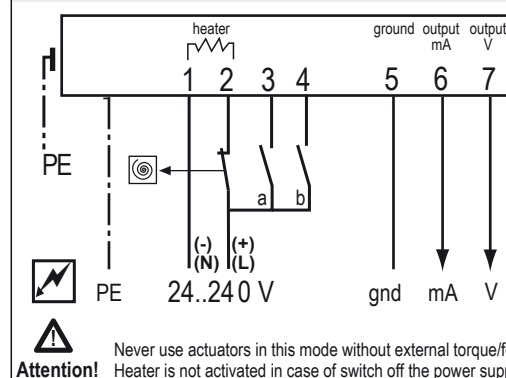 heater ground output output
mA V
1 2 3 4 5 6 7
PE
a b
(-) (+)
(N) (L)
PE 24..240 V gnd mA V
Never use actuators in this mode without external
Attention! Heater is not activated in case of switch off the power